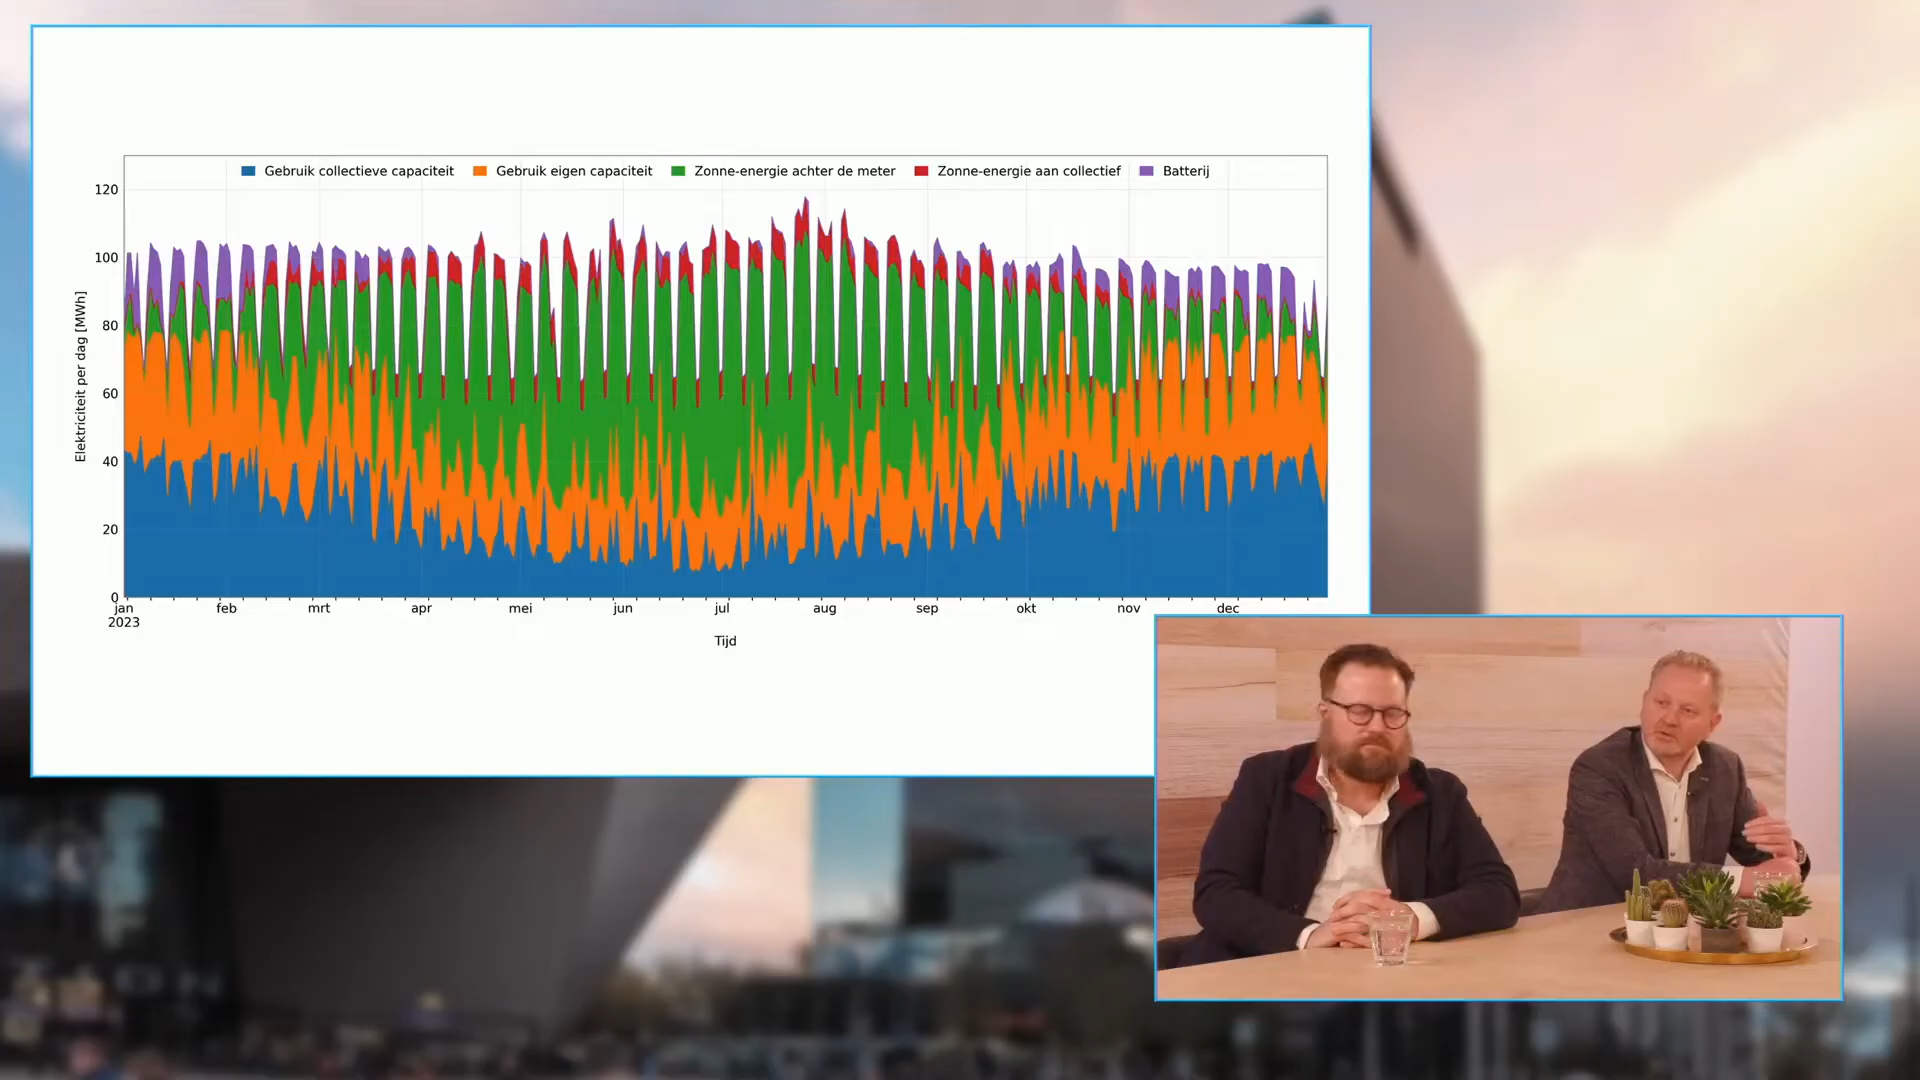 Gebruik collectieve capaciteit Gebruik eigen capaciteit Zonne-energie achter de meter Zonne-energie aan collectief Batterij
120
100
80
60
40
20
0
Elektriciteit per dag [MWh]
jan feb mrt apr mei jun jul aug sep okt nov dec
2023
Tijd